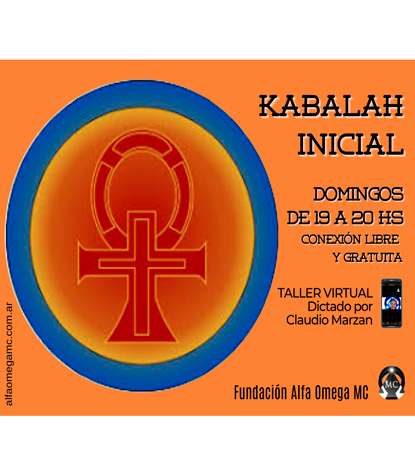 KABALAH
INICIAL
DOMINGOS
DE 19 A 20 HS
CONEXIÓN LIBRE
Y GRATUITA
TALLER VIRTUAL
Dictado por
Claudio Marzan
Fundación Alfa Omega MC
MC
alfaomegamc.com.ar